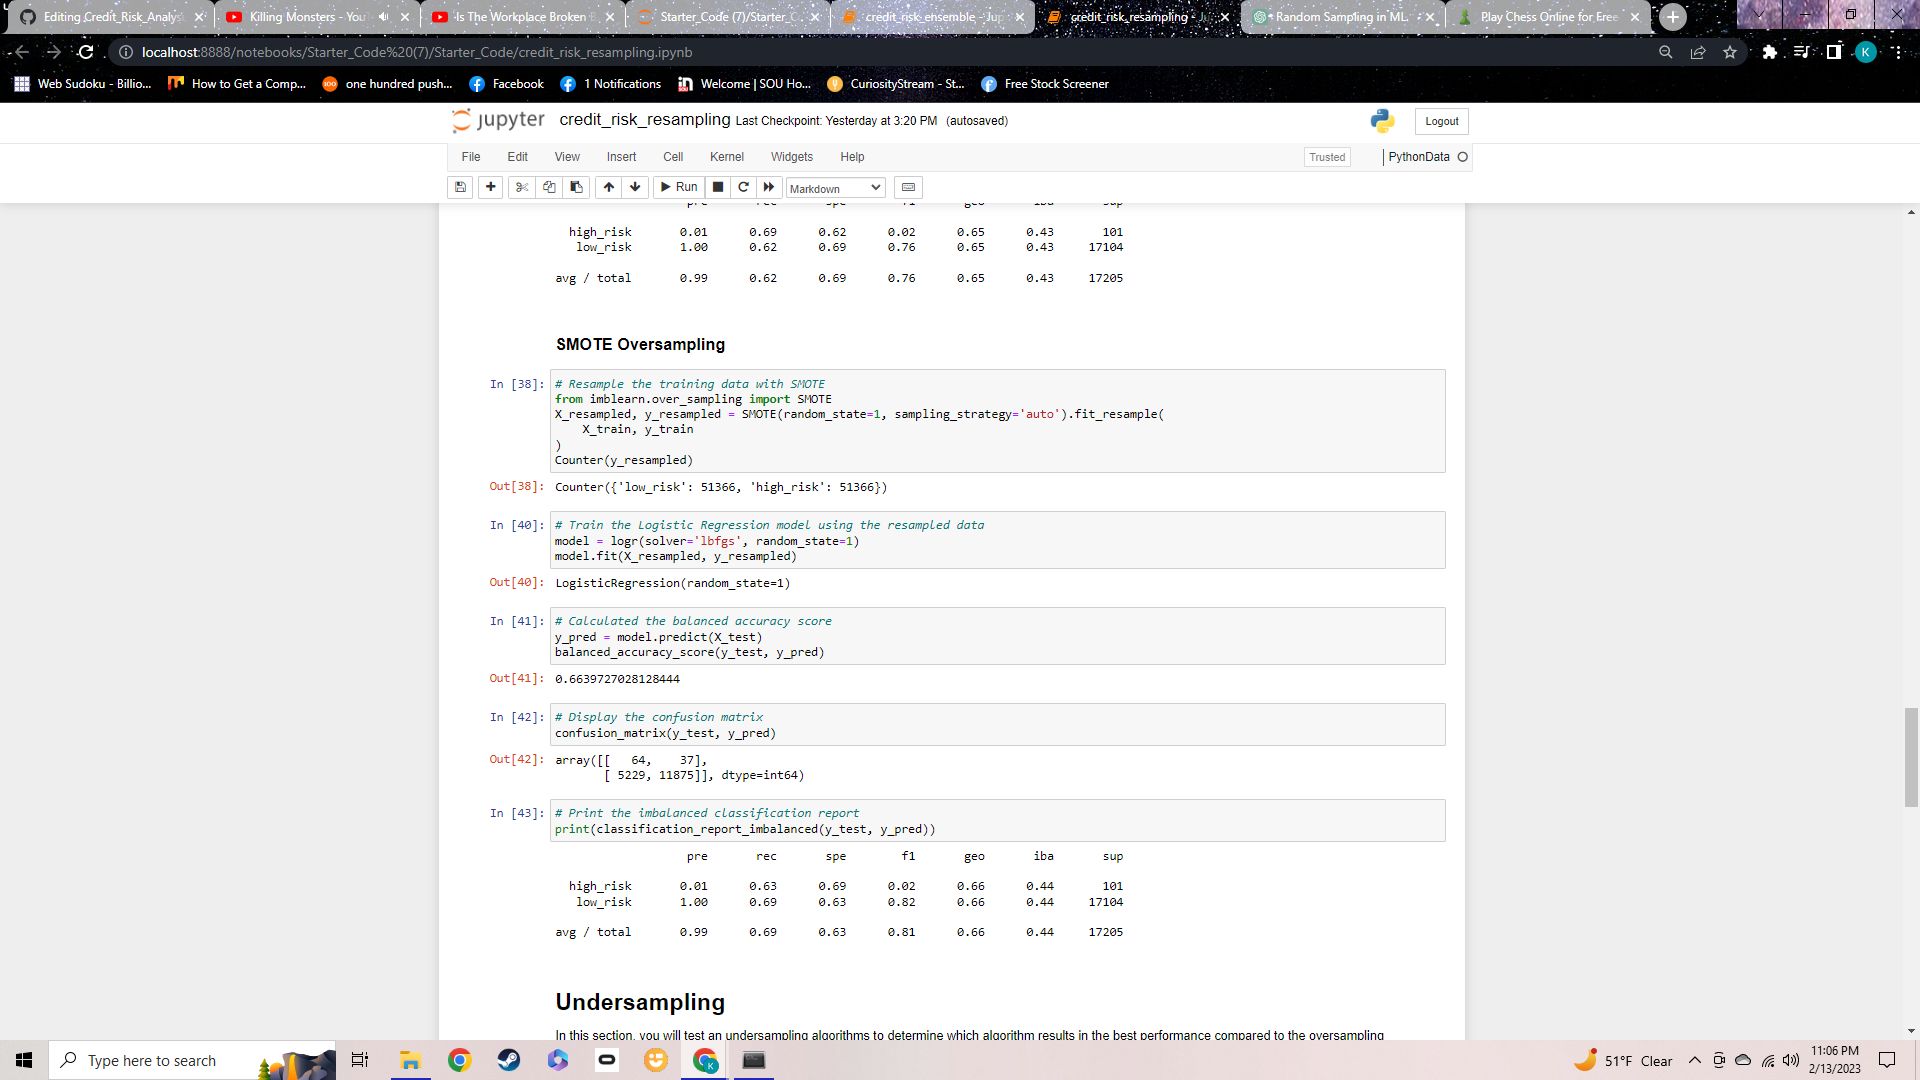 Editing Credit_Risk_Analys
Killing Monsters - You
Is The Workplace Broken
Starter_Code (7)/Starter_C
credit_risk_ensemble - Jup
credit_risk_resampling - Ju
Random Sampling in ML.
Play Chess Online for Free
localhost:8888/notebooks/Starter_Code%20(7)/Starter_Code/credit_risk_resampling.ipynb
K
Web Sudoku - Billio...
How to Get a Comp...
one hundred push...
Facebook
1 Notifications
Welcome | SOU Ho...
CuriosityStream - St...
Free Stock Screener
jupyter credit_risk_resampling Last Checkpoint: Yesterday at 3:20 PM (autosaved)
Logout
File Edit View Insert Cell Kernel Widgets Help
Trusted
PythonData
Run
Markdown
pre rec spe f1 geo iba sup
high_risk 0.01 0.69 0.62 0.02 0.65 0.43 101
low_risk 1.00 0.62 0.69 0.76 0.65 0.43 17104
avg / total 0.99 0.62 0.69 0.76 0.65 0.43 17205
SMOTE Oversampling
In [38]: # Resample the training data with SMOTE
from imblearn.over_sampling import SMOTE
X_resampled, y_resampled = SMOTE(random_state=1, sampling_strategy='auto').fit_resample(
X_train, y_train
)
Counter(y_resampled)
Out[38]: Counter({'low_risk': 51366, 'high_risk': 51366})
In [40]: # Train the Logistic Regression model using the resampled data
model = logr(solver='lbfgs', random_state=1)
model.fit(X_resampled, y_resampled)
Out[40]: LogisticRegression(random_state=1)
In [41]: # Calculated the balanced accuracy score
y_pred = model.predict(X_test)
balanced_accuracy_score(y_test, y_pred)
Out[41]: 0.6639727028128444
In [42]: # Display the confusion matrix
confusion_matrix(y_test, y_pred)
Out[42]: array([[ 64, 37],
[ 5229, 11875]], dtype=int64)
In [43]: # Print the imbalanced classification report
print(classification_report_imbalanced(y_test, y_pred))
pre rec spe f1 geo iba sup
high_risk 0.01 0.63 0.69 0.02 0.66 0.44 101
low_risk 1.00 0.69 0.63 0.82 0.66 0.44 17104
avg / total 0.99 0.69 0.63 0.81 0.66 0.44 17205
Undersampling
In this section, you will test an undersampling algorithms to determine which algorithm results in the best performance compared to the oversampling
Type here to search
51°F Clear
11:06 PM
2/13/2023